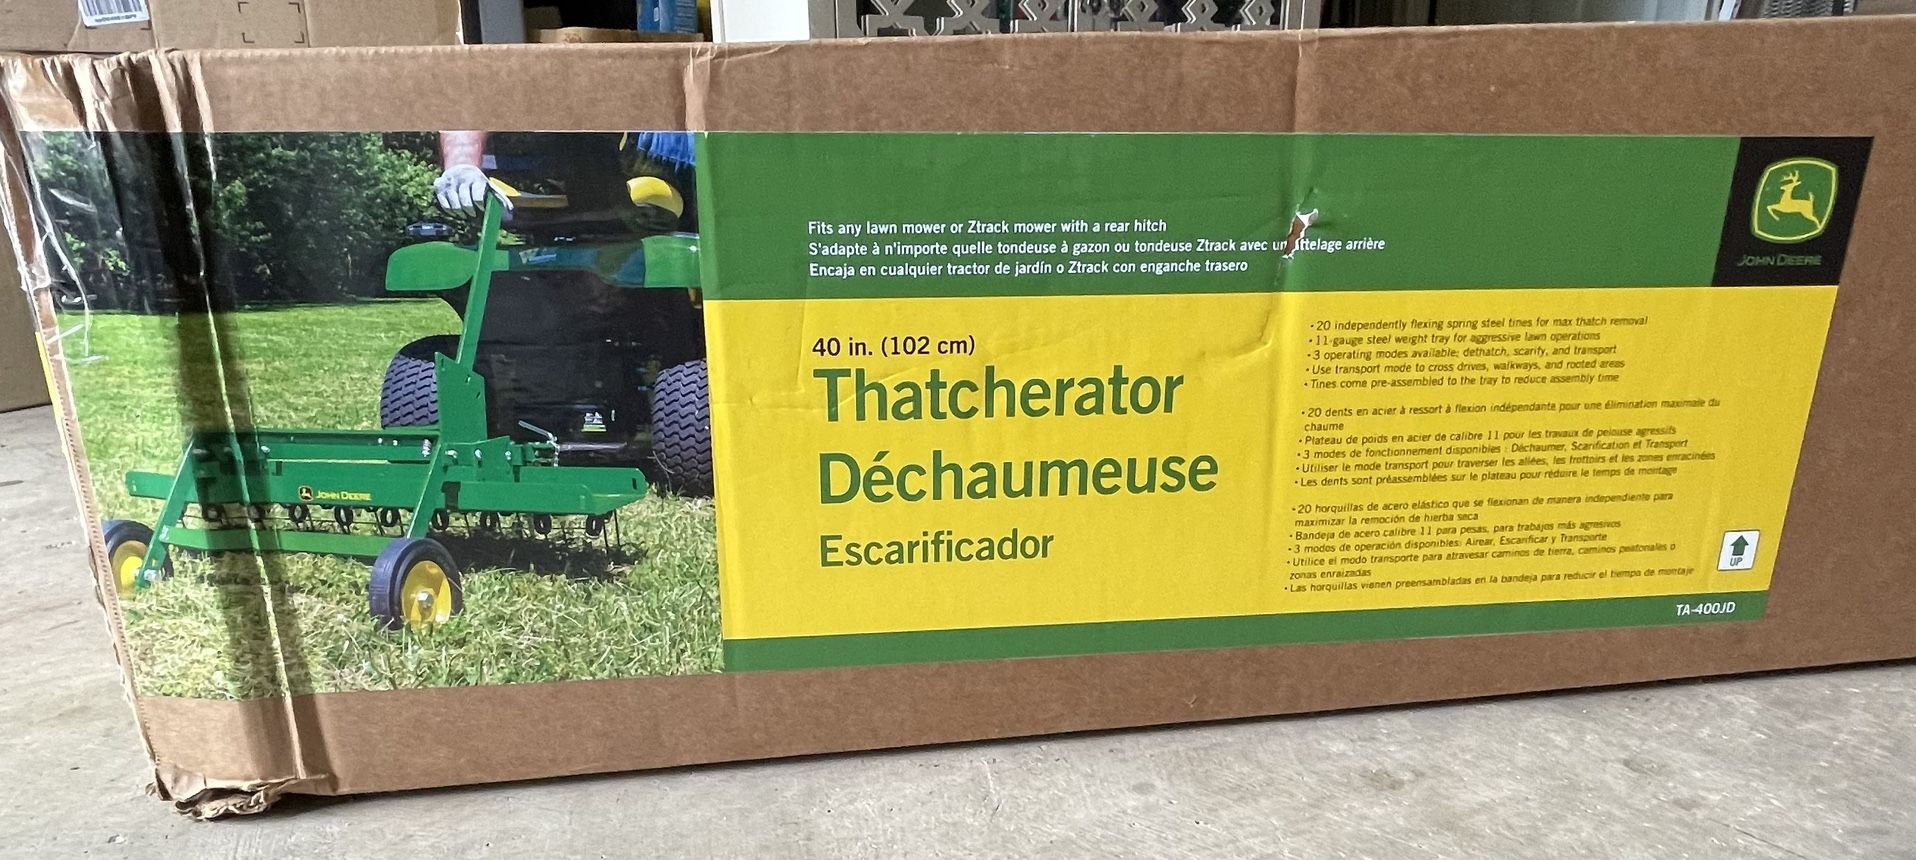 Fits any lawn mower or Ztrack mower with a rear hitch
S'adapte à n'importe quelle tondeuse à gazon ou tondeuse Ztrack avec un attelage arrière
Encaja en cualquier tractor de jardín o Ztrack con enganche trasero
JOHN DEERE
40 in. (102 cm)
Thatcherator
Déchaumeuse
Escarificador
• 20 independently flexing spring steel tines for max thatch removal
• 11-gauge steel weight tray for aggressive lawn operations
• 3 operating modes available; dethatch, scarify, and transport
• Use transport mode to cross drives, walkways, and rooted areas
• Tines come pre-assembled to the tray to reduce assembly time
• 20 dents en acier à ressort à flexion indépendante pour une élimination maximale du
chaume
• Plateau de poids en acier de calibre 11 pour les travaux de pelouse agressifs
• 3 modes de fonctionnement disponibles : Déchaumer, Scarification et Transport
• Utiliser le mode transport pour traverser les allées, les trottoirs et les zones enracinées
• Les dents sont préassemblées sur le plateau pour réduire le temps de montage
• 20 horquillas de acero elástico que se flexionan de manera independiente para
maximizar la remoción de hierba seca
• Bandeja de acero calibre 11 para pesas, para trabajos más agresivos
• 3 modos de operación disponibles: Airear, Escarificar y Transporte
• Utilice el modo transporte para atravesar caminos de tierra, caminos peatonales o
zonas enraizadas
• Las horquillas vienen preensambladas en la bandeja para reducir el tiempo de montaje
UP
TA-400JD
JOHN DEERE